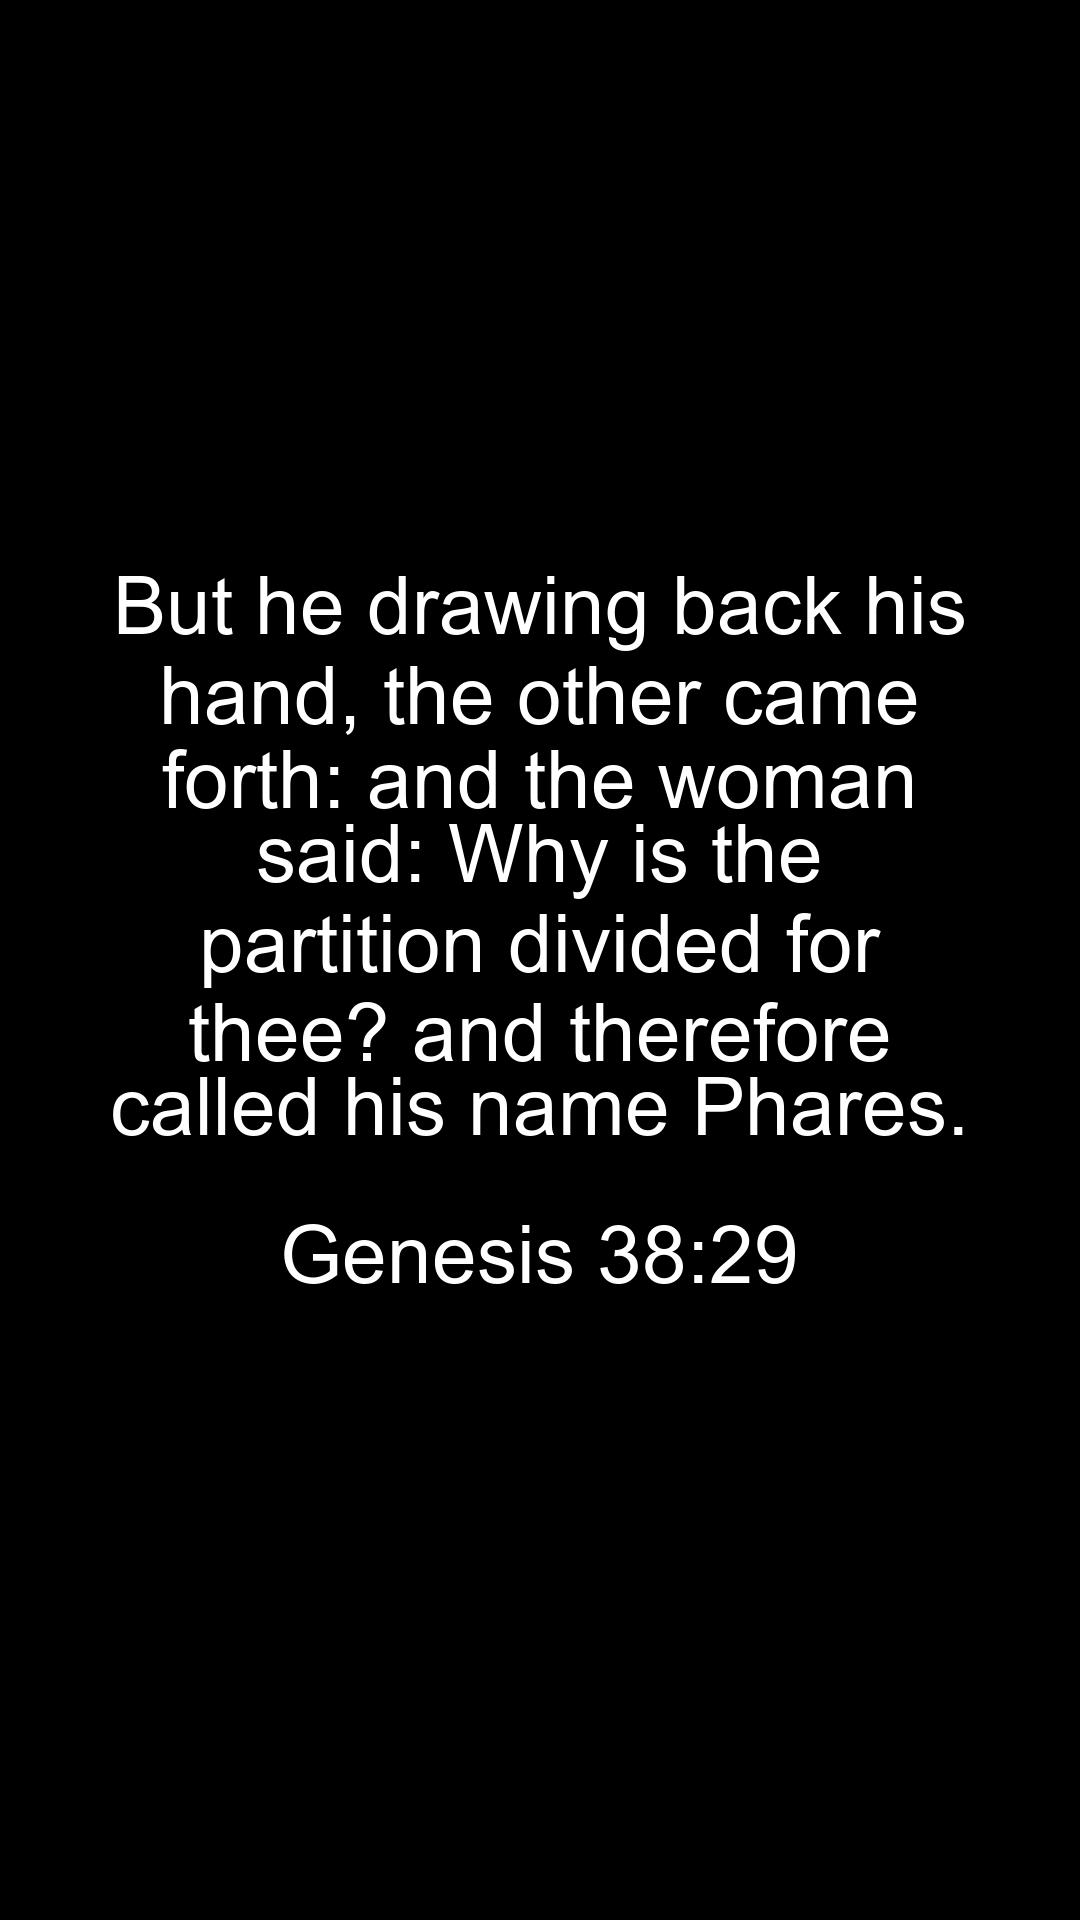 But he drawing back his
hand, the other came
forth: and the woman
said: Why is the
partition divided for
thee? and therefore
called his name Phares.
Genesis 38:29